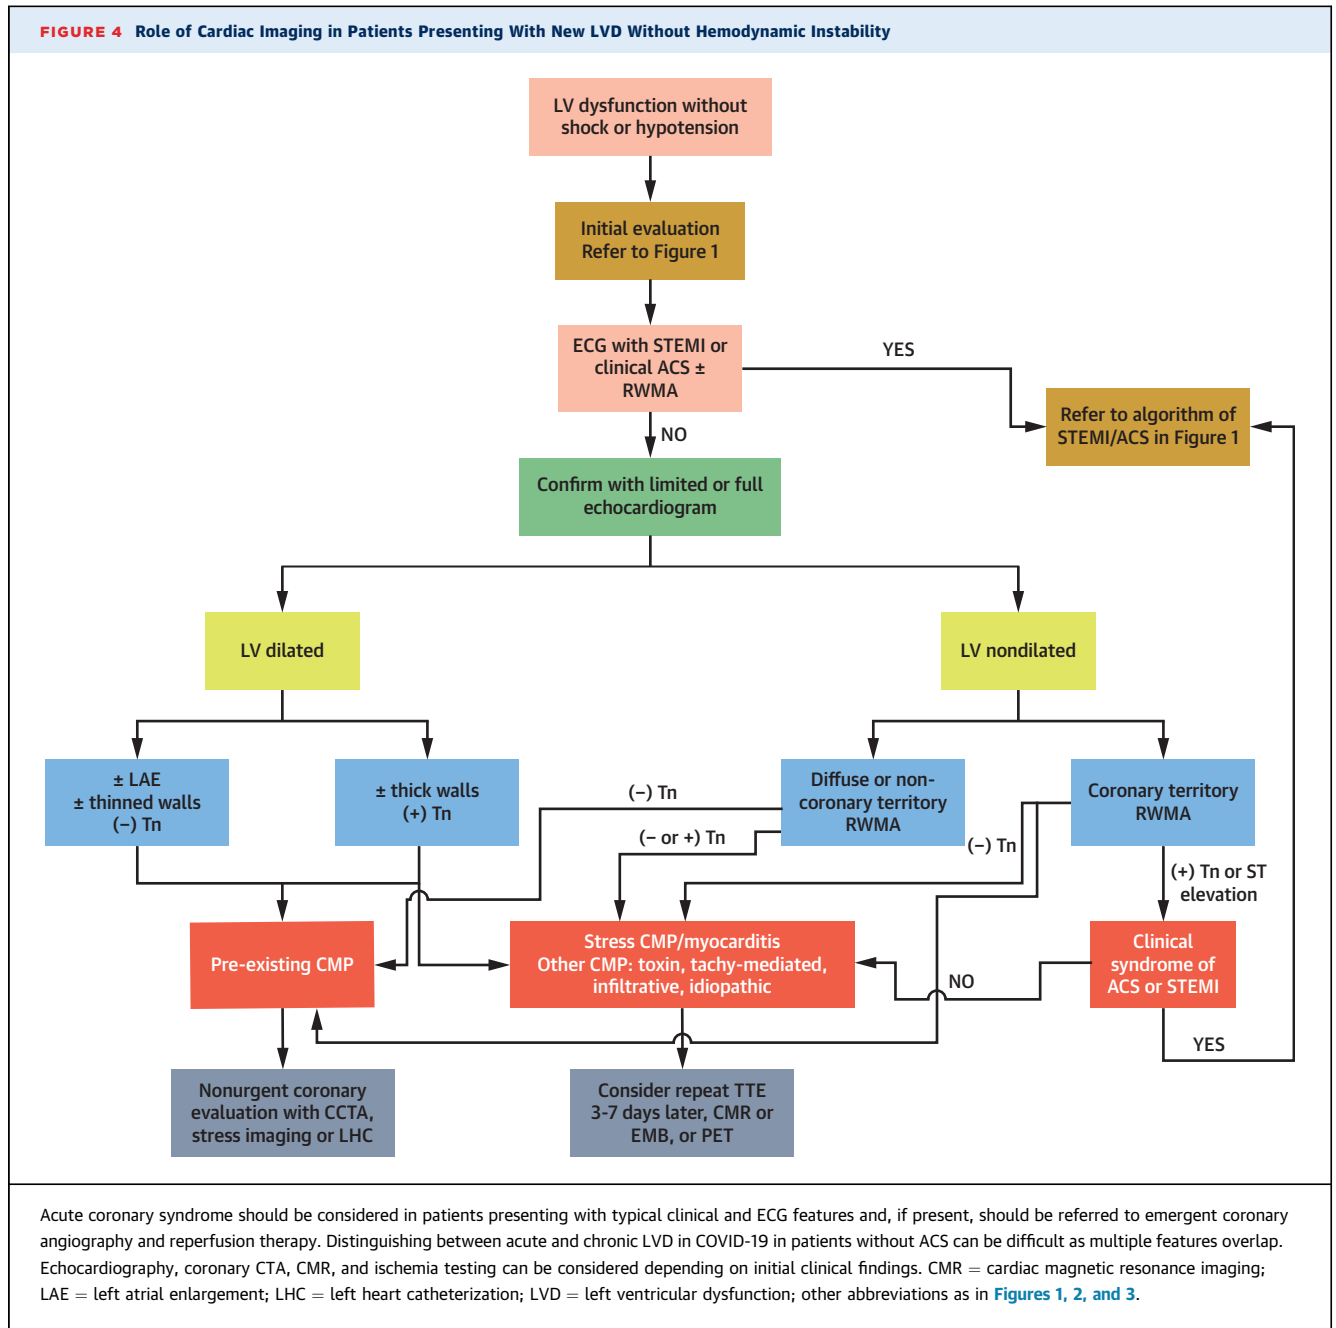 FIGURE 4 Role of Cardiac Imaging in Patients Presenting With New LVD Without Hemodynamic Instability
LV dysfunction without
shock or hypotension
Initial evaluation
Refer to Figure 1
ECG with STEMI or
clinical ACS ±
RWMA
YES
Refer to algorithm of
STEMI/ACS in Figure 1
NO
Confirm with limited or full
echocardiogram
LV dilated
LV nondilated
± LAE
± thinned walls
(−) Tn
± thick walls
(+) Tn
(−) Tn
(− or +) Tn
Diffuse or non-
coronary territory
RWMA
(−) Tn
Coronary territory
RWMA
(+) Tn or ST
elevation
Pre-existing CMP
Stress CMP/myocarditis
Other CMP: toxin, tachy-mediated,
infiltrative, idiopathic
NO
Clinical
syndrome of
ACS or STEMI
YES
Nonurgent coronary
evaluation with CCTA,
stress imaging or LHC
Consider repeat TTE
3-7 days later, CMR or
EMB, or PET
Acute coronary syndrome should be considered in patients presenting with typical clinical and ECG features and, if present, should be referred to emergent coronary
angiography and reperfusion therapy. Distinguishing between acute and chronic LVD in COVID-19 in patients without ACS can be difficult as multiple features overlap.
Echocardiography, coronary CTA, CMR, and ischemia testing can be considered depending on initial clinical findings. CMR = cardiac magnetic resonance imaging;
LAE = left atrial enlargement; LHC = left heart catheterization; LVD = left ventricular dysfunction; other abbreviations as in Figures 1, 2, and 3.